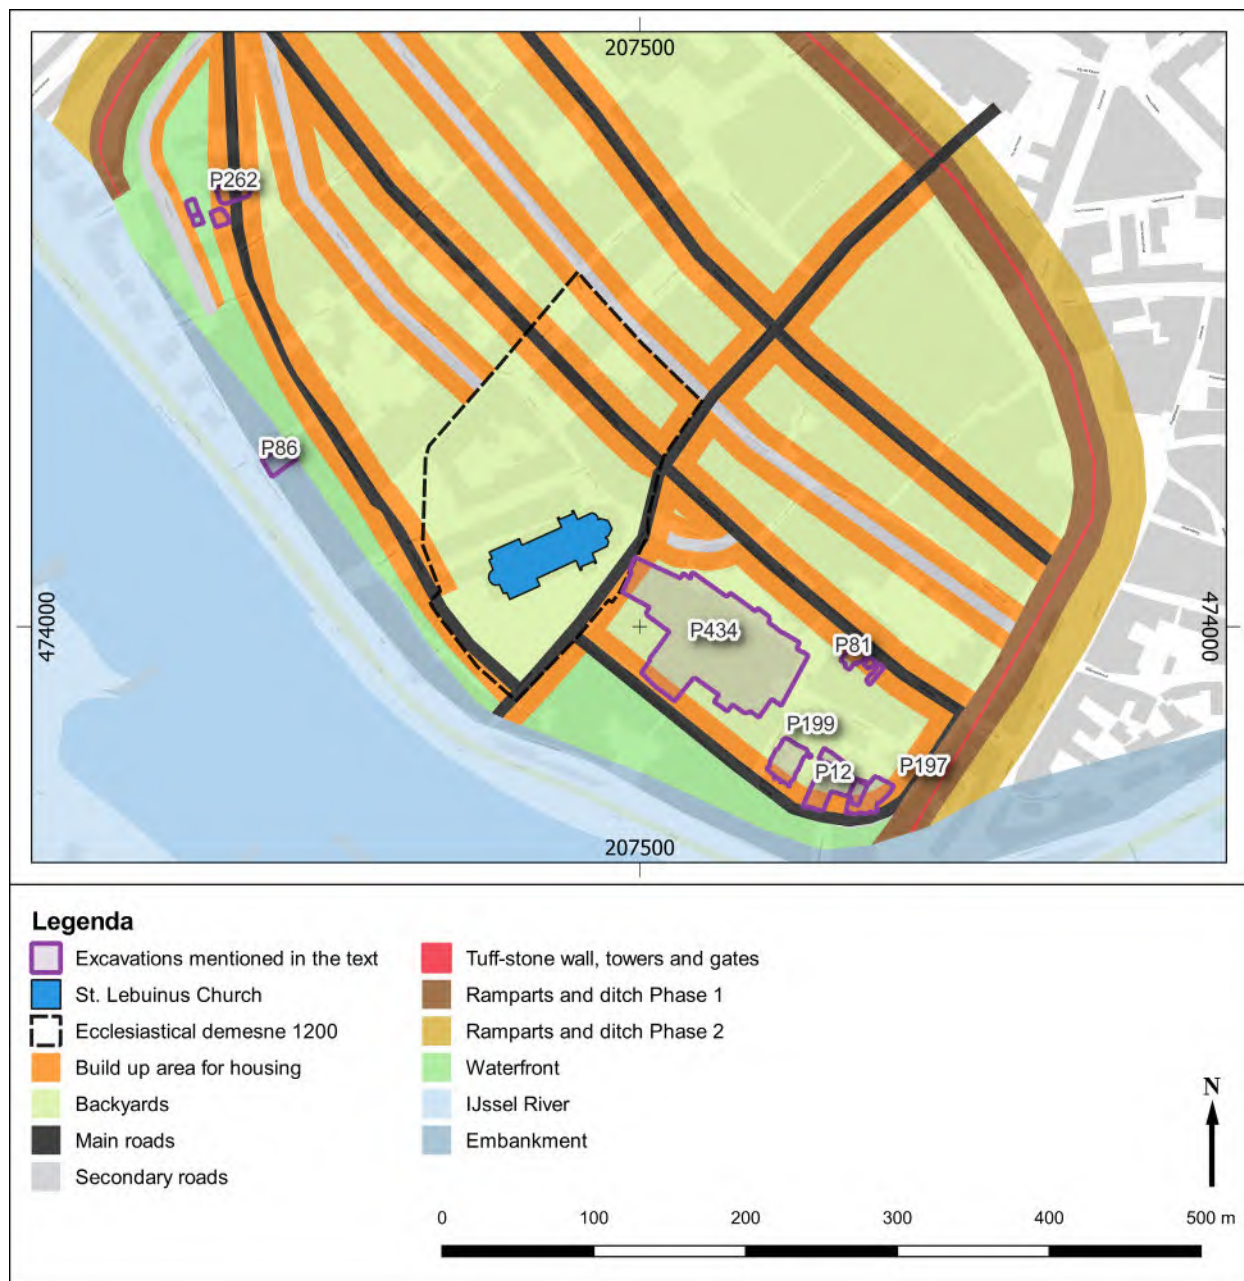 207500
P262
P86
474000
474000
P434
P81
P199
P12
P197
207500
Legenda
Excavations mentioned in the text
St. Lebuinus Church
Ecclesiastical demesne 1200
Build up area for housing
Backyards
Main roads
Secondary roads
Tuff-stone wall, towers and gates
Ramparts and ditch Phase 1
Ramparts and ditch Phase 2
Waterfront
IJssel River
Embankment
N
0 100 200 300 400 500 m